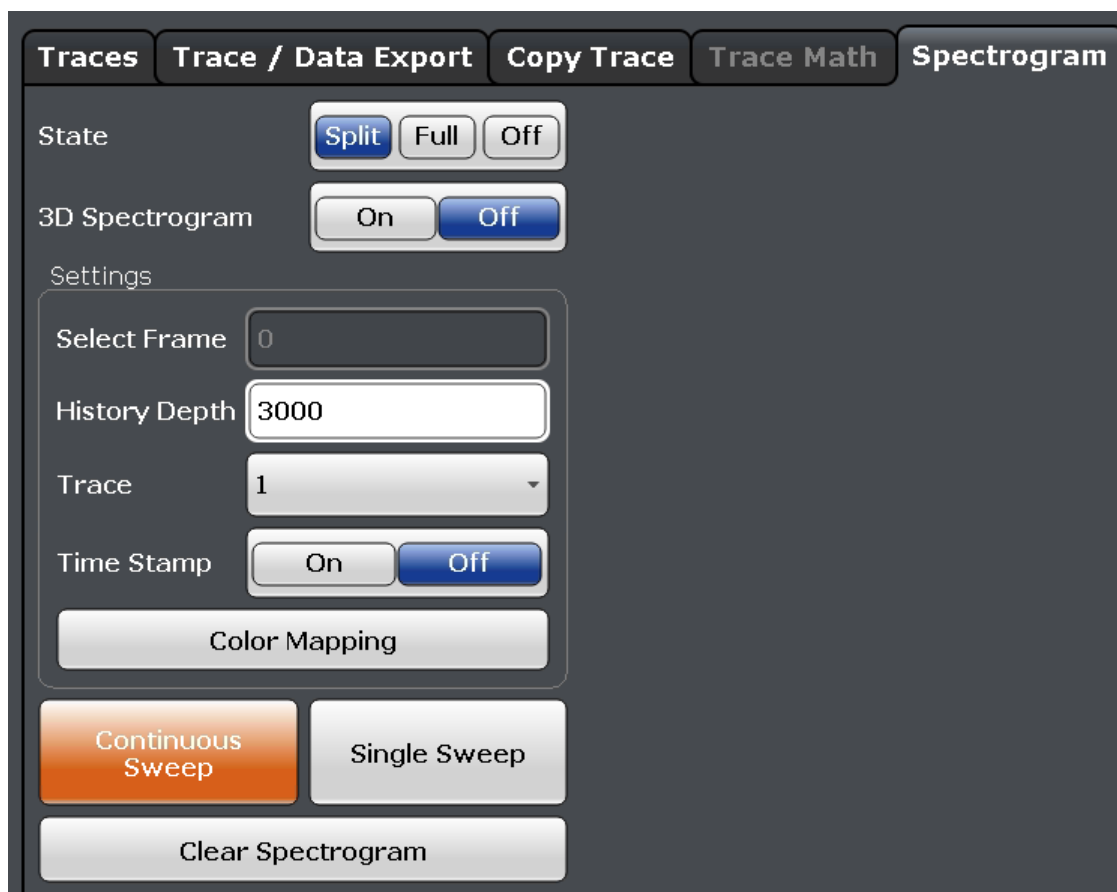 Traces Trace / Data Export Copy Trace Trace Math Spectrogram
State Split Full Off
3D Spectrogram On Off
Settings
Select Frame 0
History Depth 3000
Trace 1
Time Stamp On Off
Color Mapping
Continuous
Sweep
Single Sweep
Clear Spectrogram